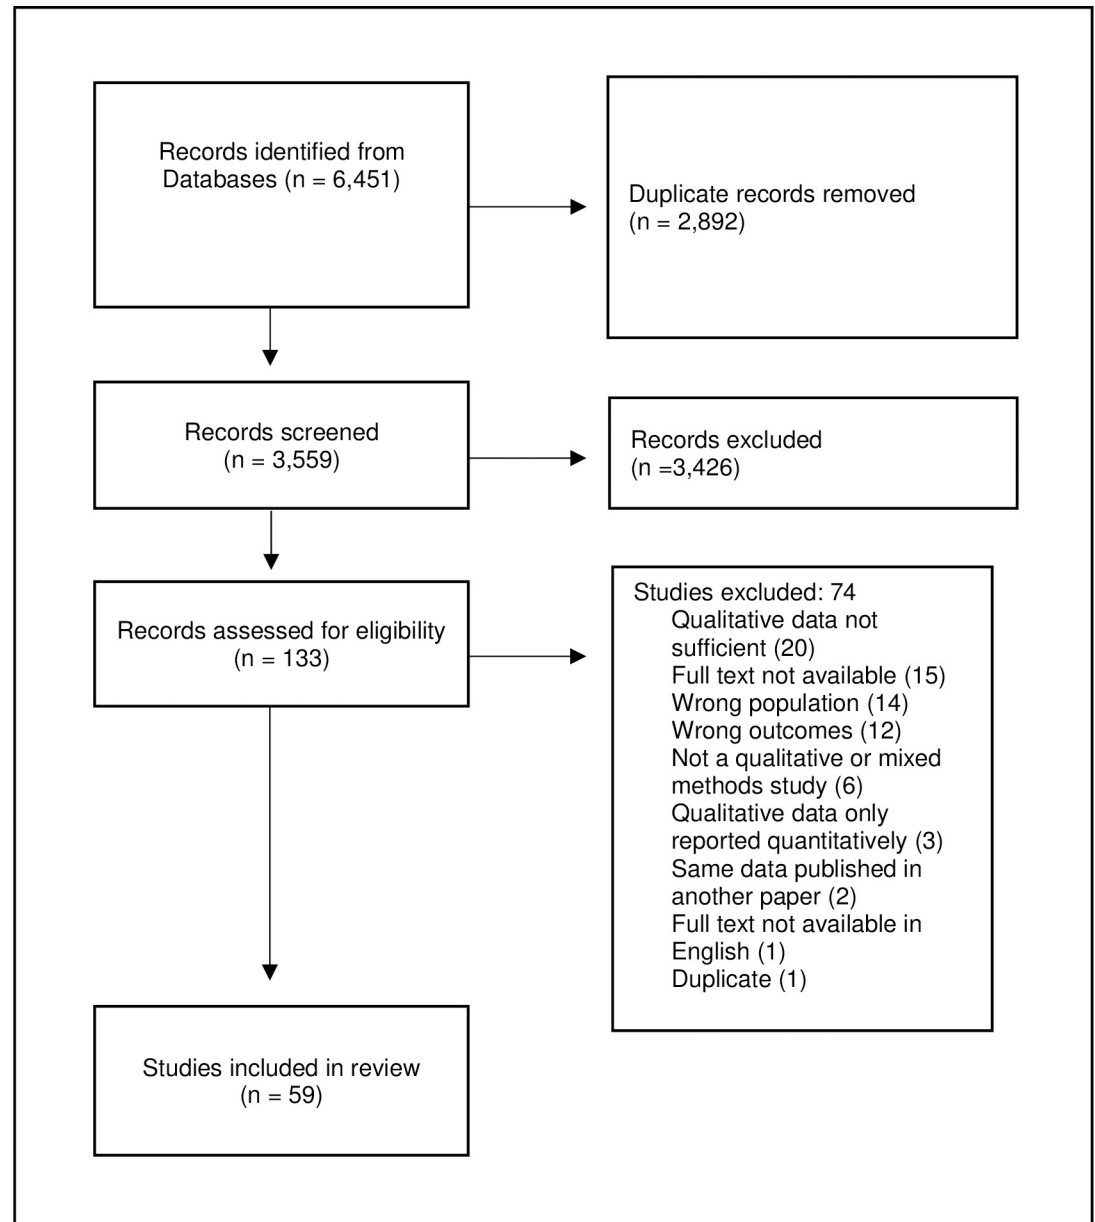 Records identified from
Databases (n = 6,451)
Duplicate records removed
(n = 2,892)
Records screened
(n = 3,559)
Records excluded
(n =3,426)
Records assessed for eligibility
(n = 133)
Studies excluded: 74
Qualitative data not
sufficient (20)
Full text not available (15)
Wrong population (14)
Wrong outcomes (12)
Not a qualitative or mixed
methods study (6)
Qualitative data only
reported quantitatively (3)
Same data published in
another paper (2)
Full text not available in
English (1)
Duplicate (1)
Studies included in review
(n = 59)